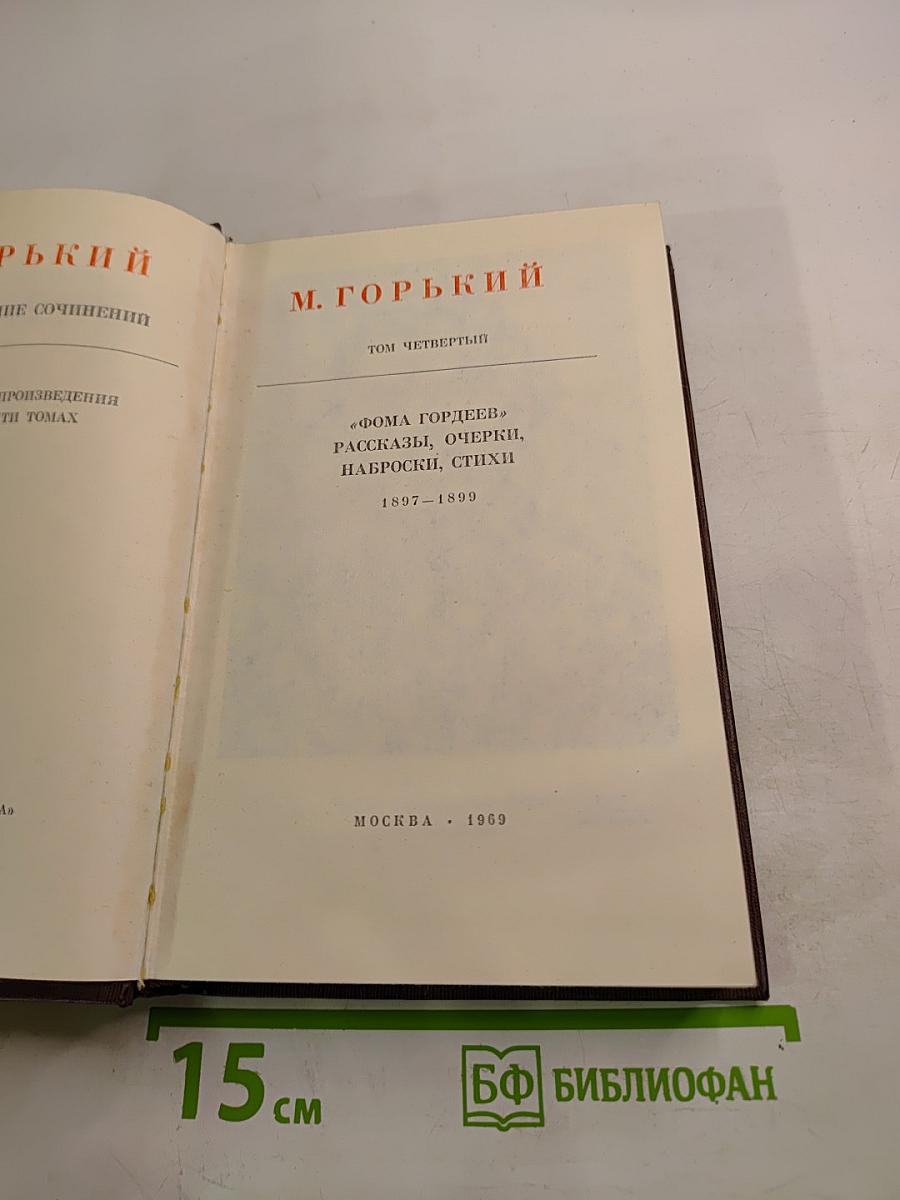 РЬКИЙ
НИЕ СОЧИНЕНИЙ
ПРОИЗВЕДЕНИЯ
ТИ ТОМАХ
А»
М. ГОРЬКИЙ
ТОМ ЧЕТВЕРТЫЙ
«ФОМА ГОРДЕЕВ»
РАССКАЗЫ, ОЧЕРКИ,
НАБРОСКИ, СТИХИ
1897—1899
МОСКВА • 1969
15 см
БФ БИБЛИОФАН